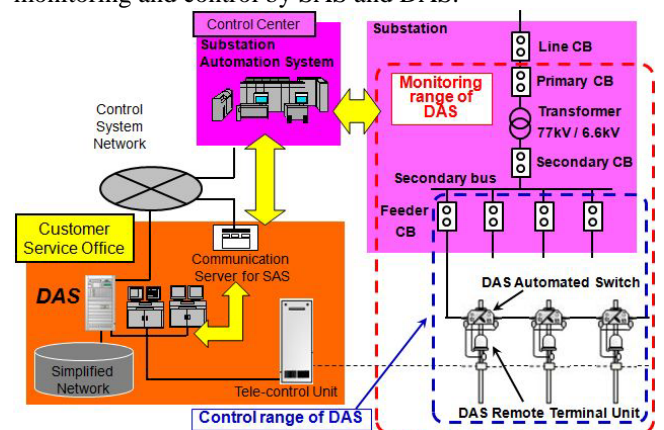 monitoring and control by SAS and DAS.
Control Center
Substation
Automation System
Substation
Line CB
Primary CB
Monitoring
range of
DAS
Transformer
77kV / 6.6kV
Secondary CB
Control
System
Network
Secondary bus
Feeder
CB
Customer
Service Office
Communication
Server for SAS
DAS
DAS Automated Switch
Simplified
Network
Tele-control Unit
Control range of DAS
DAS Remote Terminal Unit